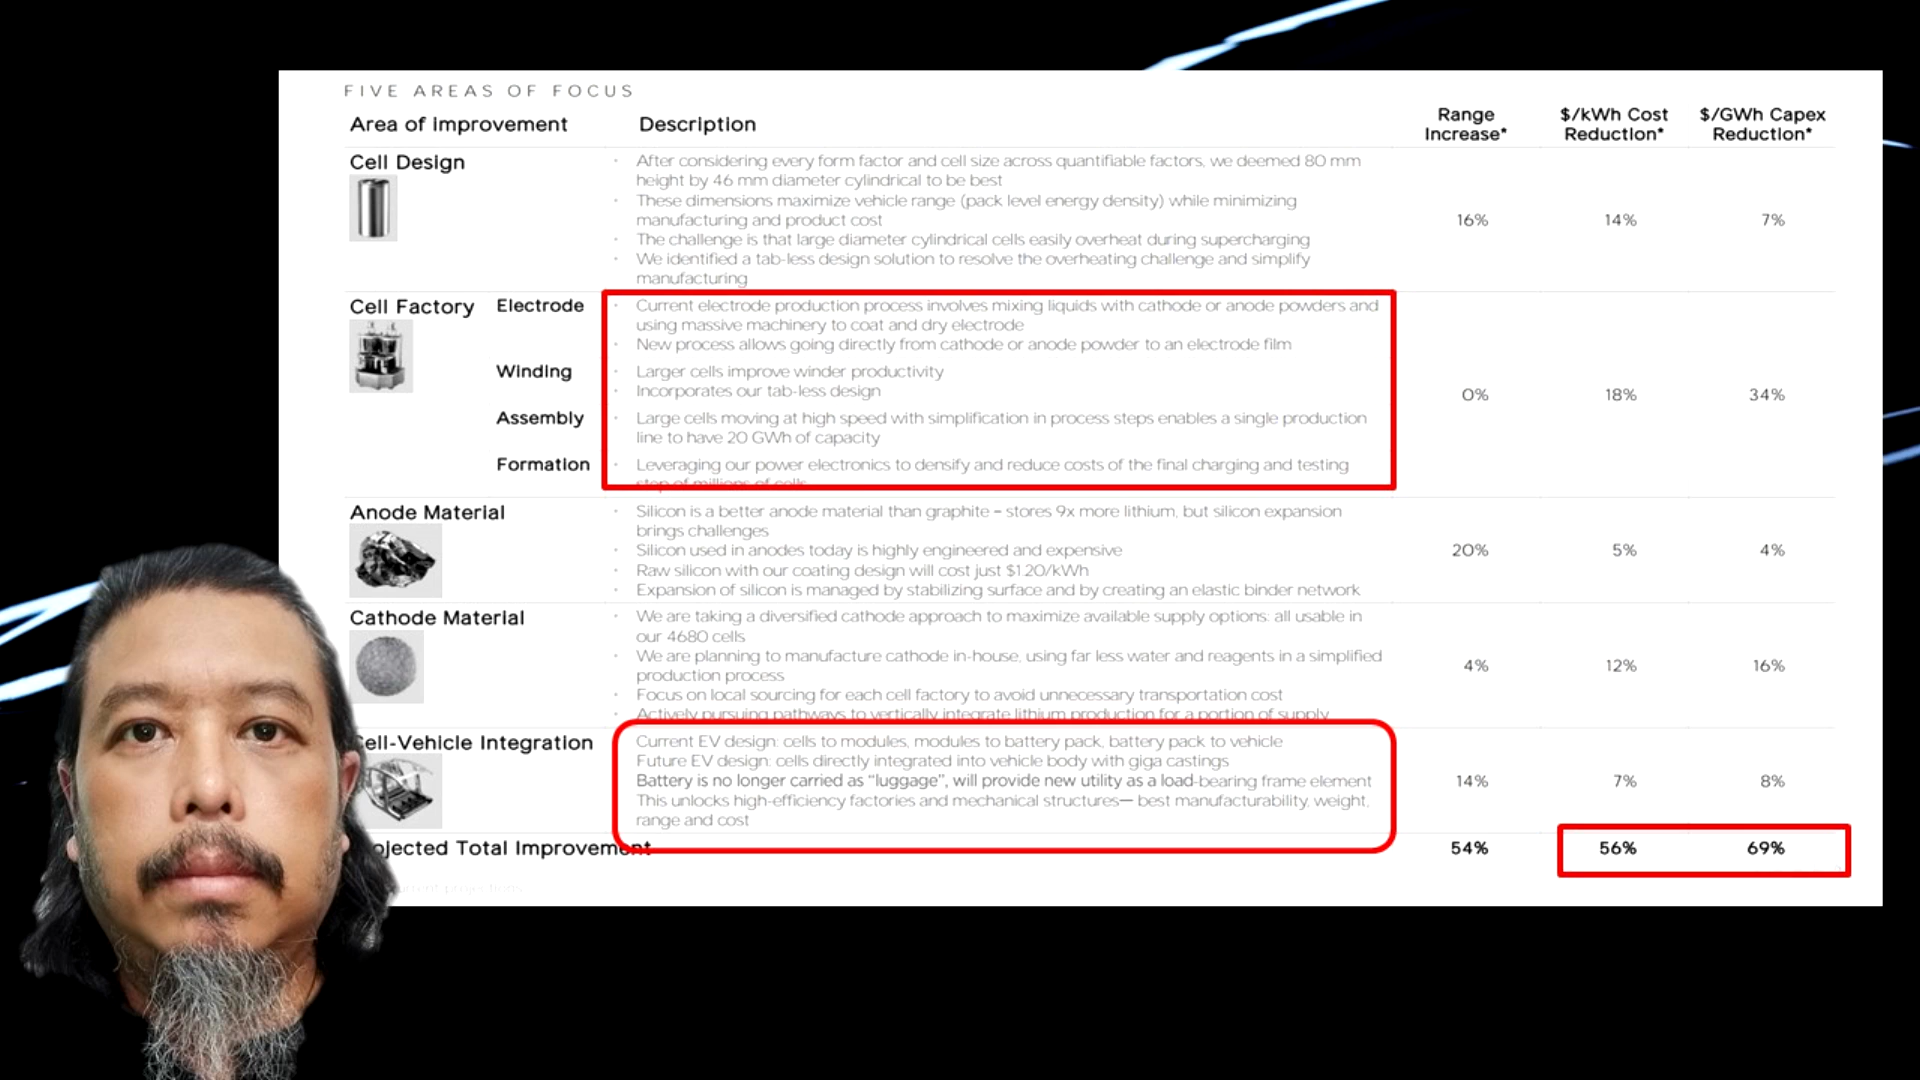 FIVE AREAS OF FOCUS
Area of Improvement
Description
Range
Increase*
$/kWh Cost
Reduction*
$/GWh Capex
Reduction*
Cell Design
· After considering every form factor and cell size across quantifiable factors, we deemed 80 mm
height by 46 mm diameter cylindrical to be best
· These dimensions maximize vehicle range (pack level energy density) while minimizing
manufacturing and product cost
· The challenge is that large diameter cylindrical cells easily overheat during supercharging
· We identified a tab-less design solution to resolve the overheating challenge and simplify
manufacturing
16%
14%
7%
Cell Factory
Electrode
· Current electrode production process involves mixing liquids with cathode or anode powders and
using massive machinery to coat and dry electrode
· New process allows going directly from cathode or anode powder to an electrode film
Winding
· Larger cells improve winder productivity
· Incorporates our tab-less design
Assembly
· Large cells moving at high speed with simplification in process steps enables a single production
line to have 20 GWh of capacity
Formation
· Leveraging our power electronics to densify and reduce costs of the final charging and testing
step of millions of cells
0%
18%
34%
Anode Material
· Silicon is a better anode material than graphite – stores 9x more lithium, but silicon expansion
brings challenges
· Silicon used in anodes today is highly engineered and expensive
· Raw silicon with our coating design will cost just $1.20/kWh
· Expansion of silicon is managed by stabilizing surface and by creating an elastic binder network
20%
5%
4%
Cathode Material
· We are taking a diversified cathode approach to maximize available supply options: all usable in
our 4680 cells
· We are planning to manufacture cathode in-house, using far less water and reagents in a simplified
production process
· Focus on local sourcing for each cell factory to avoid unnecessary transportation cost
· Actively pursuing pathways to vertically integrate lithium production for a portion of supply
4%
12%
16%
Cell-Vehicle Integration
Current EV design: cells to modules, modules to battery pack, battery pack to vehicle
Future EV design: cells directly integrated into vehicle body with giga castings
Battery is no longer carried as “luggage”, will provide new utility as a load-bearing frame element
This unlocks high-efficiency factories and mechanical structures— best manufacturability, weight,
range and cost
14%
7%
8%
ojected Total Improvement
54%
56%
69%
current projections